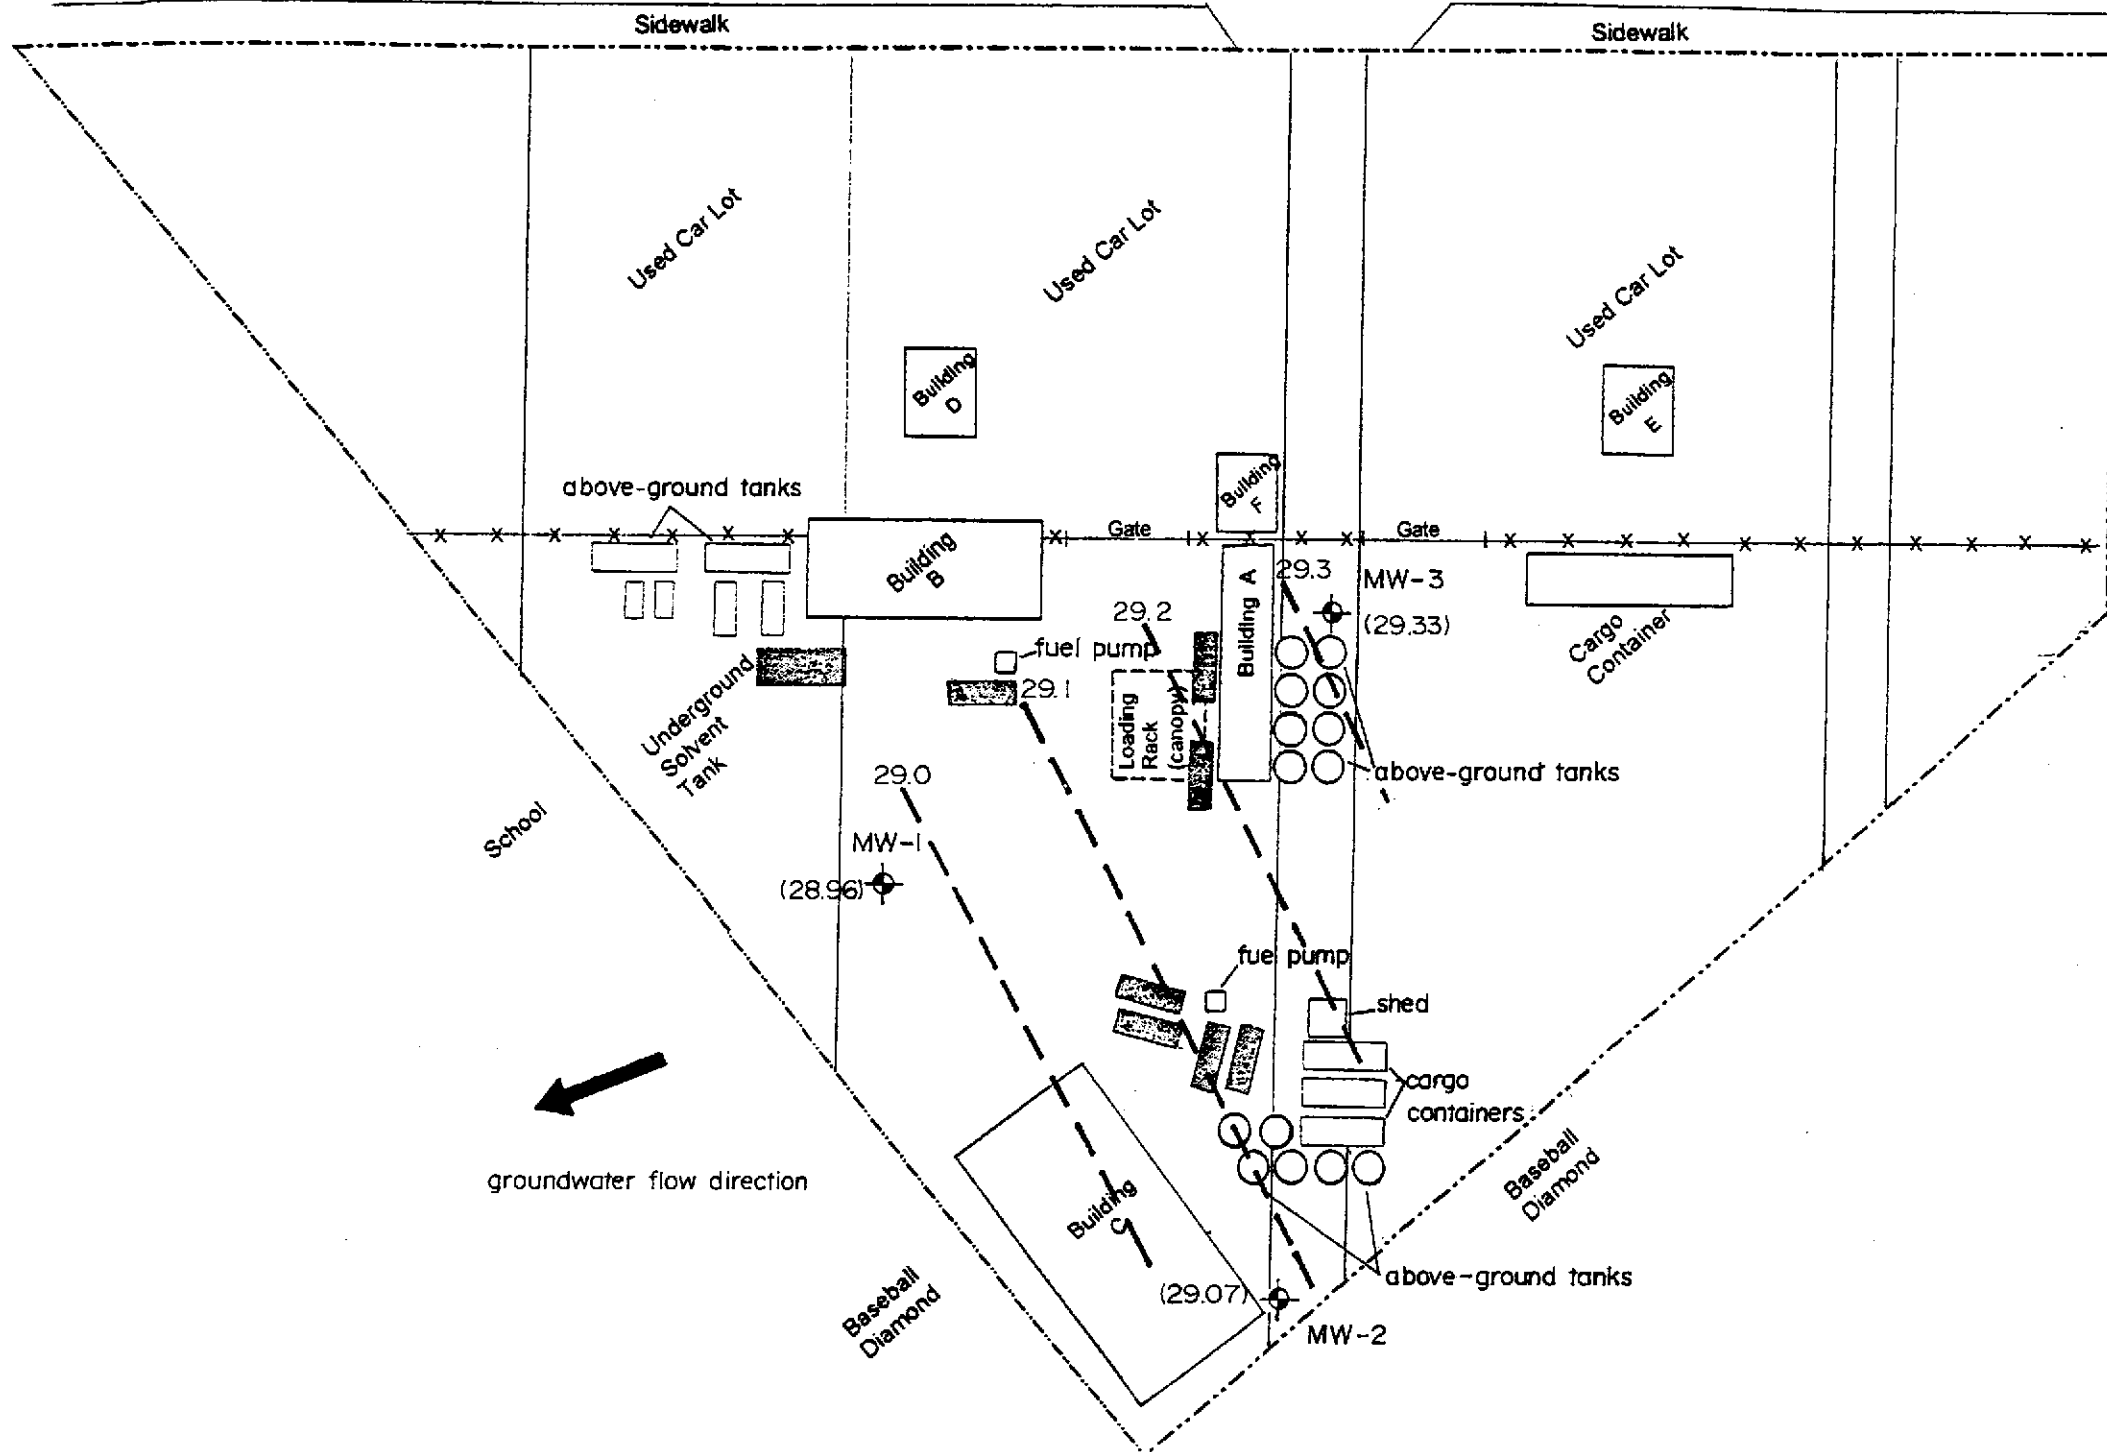 Sidewalk
Sidewalk
Used Car Lot
Used Car Lot
Used Car Lot
Building
D
Building
E
above-ground tanks
Building
F
Gate
Gate
Building
B
Building A
29.3
MW-3
(29.33)
29.2
Cargo
Container
fuel pump
29.1
Underground
Solvent
Tank
Loading
Rack
(canopy)
29.0
above-ground tanks
School
MW-1
(28.96)
fuel pump
shed
cargo
containers
groundwater flow direction
Baseball
Diamond
Building
C
above-ground tanks
(29.07)
MW-2
Baseball
Diamond